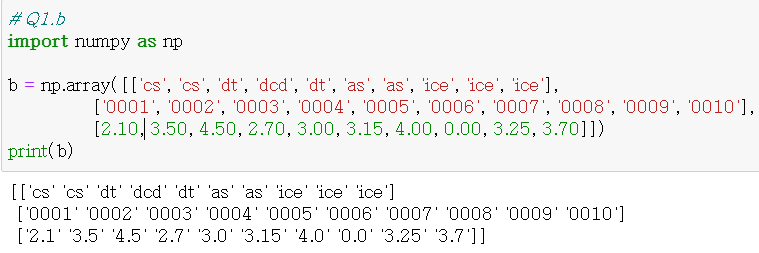 # Q1.b
import numpy as np
b = np.array([['cs', 'cs', 'dt', 'dcd', 'dt', 'as', 'as', 'ice', 'ice', 'ice'],
['0001', '0002', '0003', '0004', '0005', '0006', '0007', '0008', '0009', '0010'],
[2.10, 3.50, 4.50, 2.70, 3.00, 3.15, 4.00, 0.00, 3.25, 3.70]])
print(b)
[['cs' 'cs' 'dt' 'dcd' 'dt' 'as' 'as' 'ice' 'ice' 'ice']
['0001' '0002' '0003' '0004' '0005' '0006' '0007' '0008' '0009' '0010']
['2.1' '3.5' '4.5' '2.7' '3.0' '3.15' '4.0' '0.0' '3.25' '3.7']]